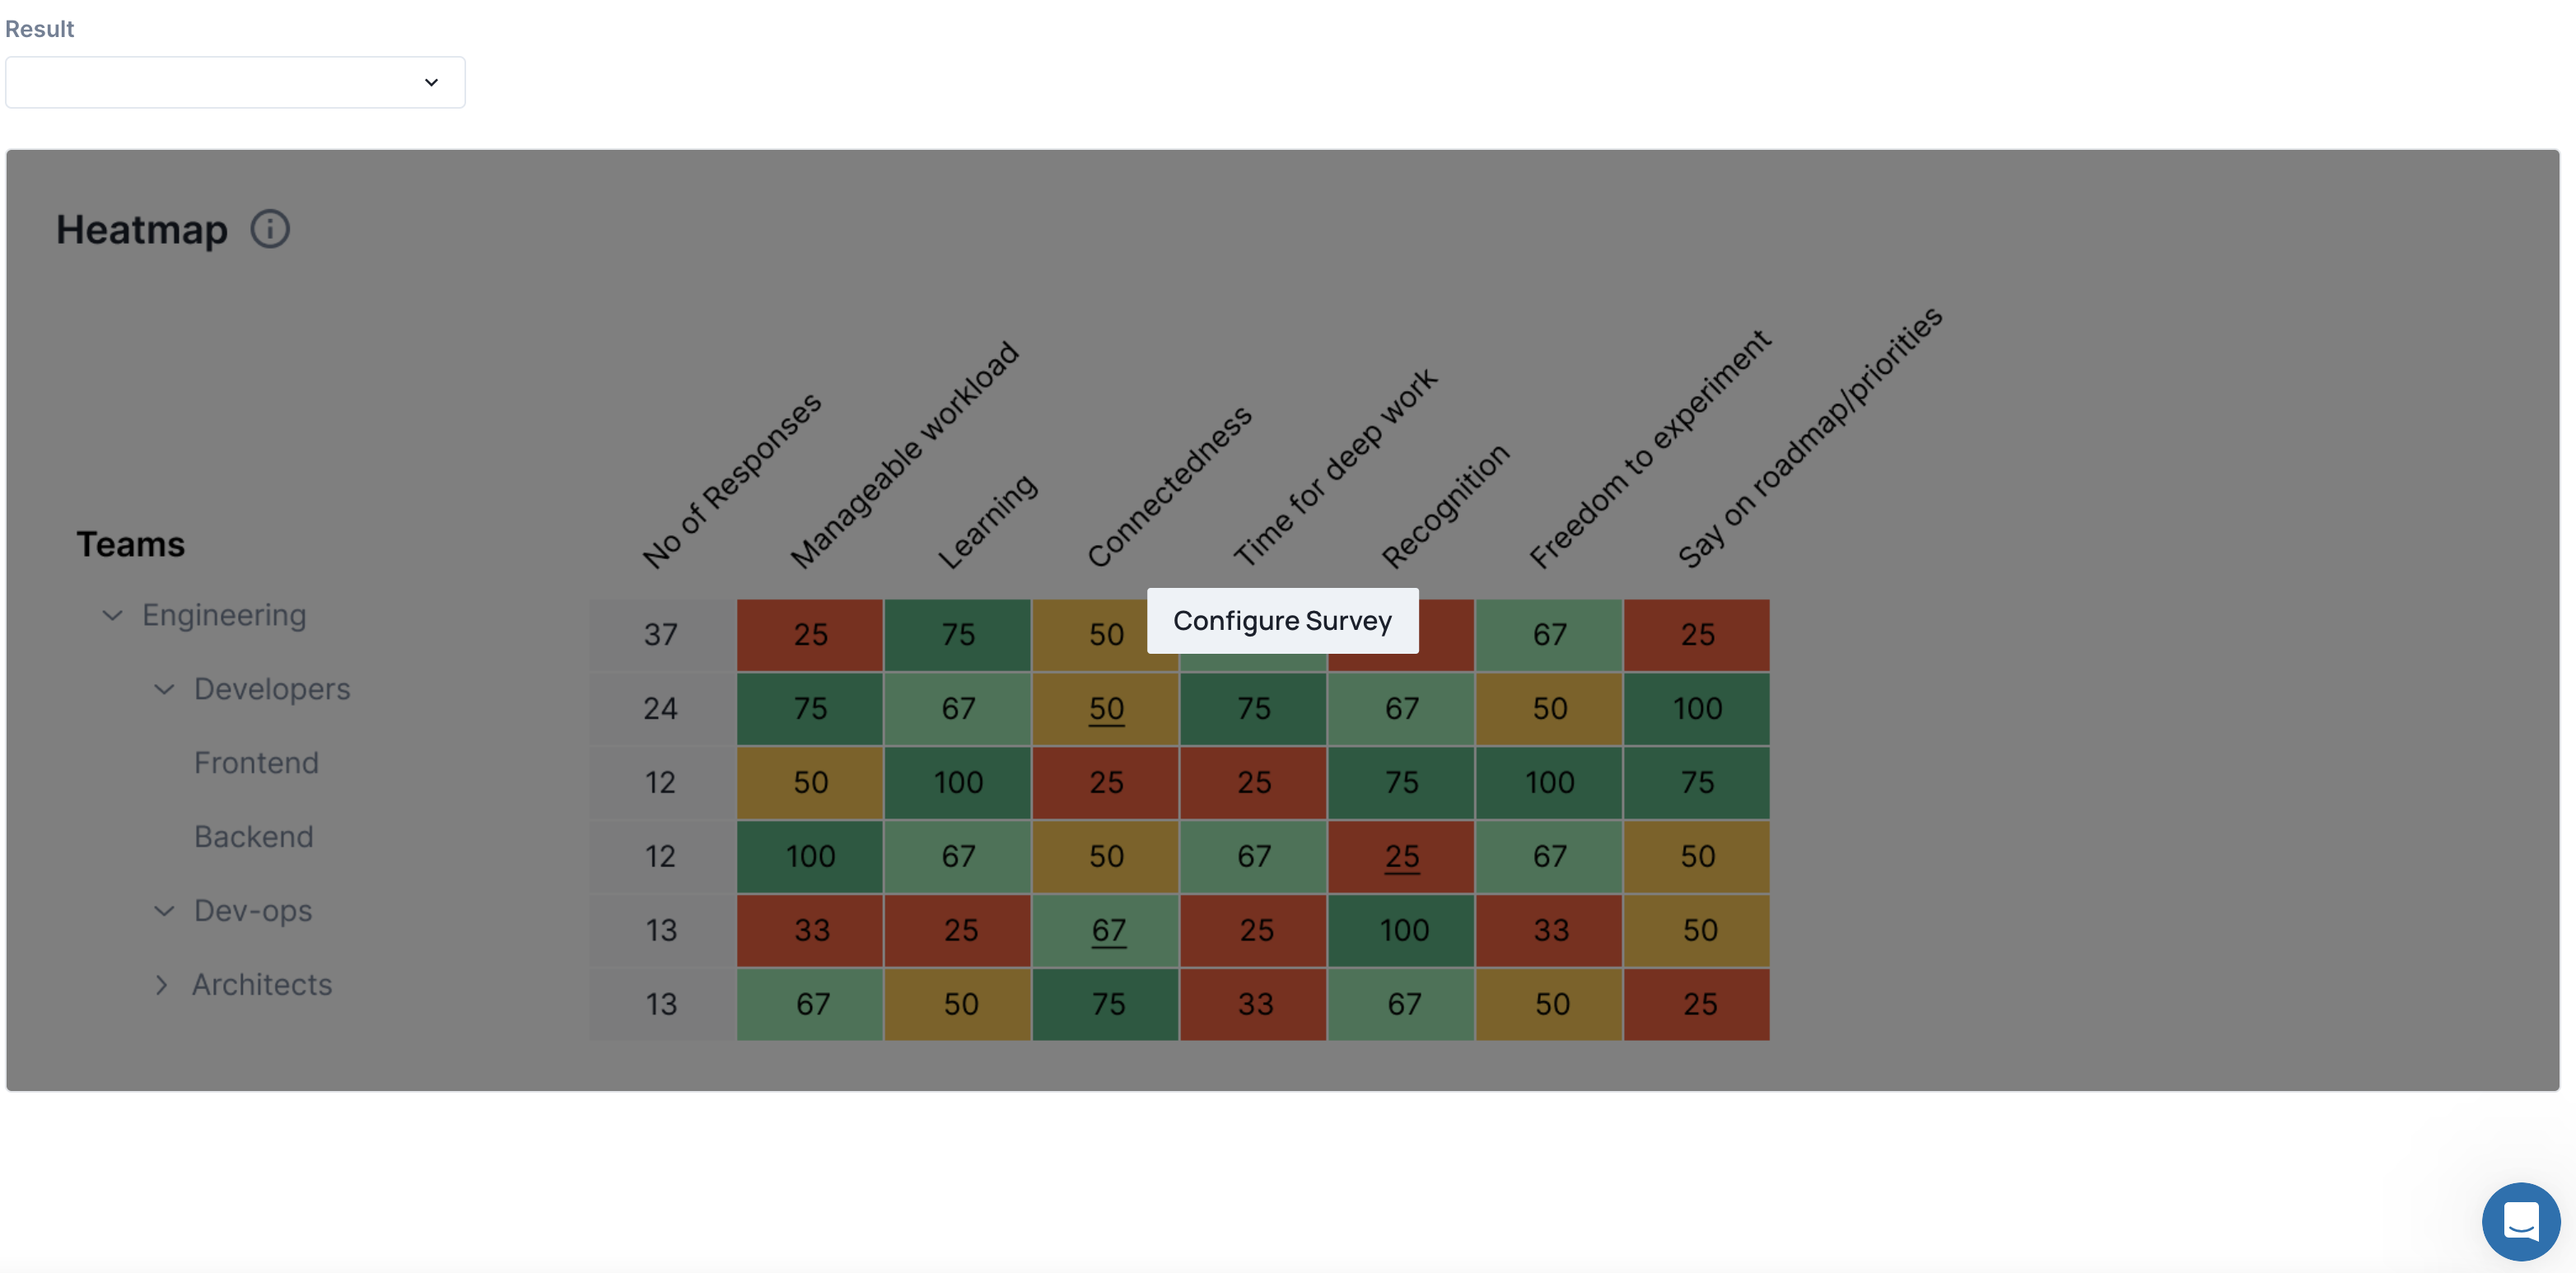 Result
Heatmap
No of Responses
Manageable workload
Learning
Connectedness
Time for deep work
Recognition
Freedom to experiment
Say on roadmap/priorities
Teams
Engineering 37 25 75 50 67 25
Configure Survey
Developers 24 75 67 50 75 67 50 100
Frontend 12 50 100 25 25 75 100 75
Backend 12 100 67 50 67 25 67 50
Dev-ops 13 33 25 67 25 100 33 50
Architects 13 67 50 75 33 67 50 25